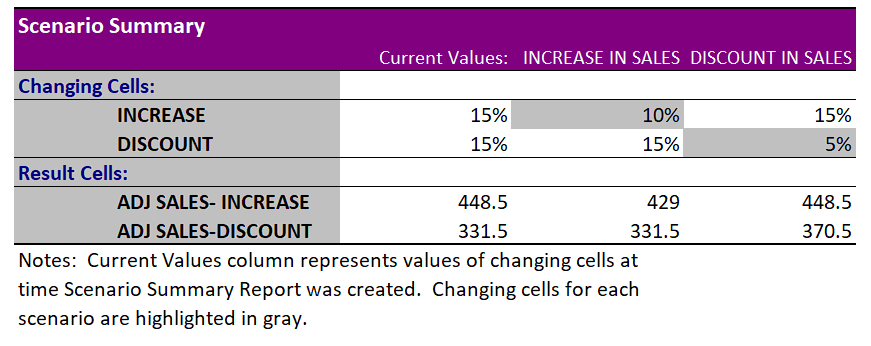 Scenario Summary
Current Values: INCREASE IN SALES DISCOUNT IN SALES
Changing Cells:
INCREASE 15% 10% 15%
DISCOUNT 15% 15% 5%
Result Cells:
ADJ SALES- INCREASE 448.5 429 448.5
ADJ SALES-DISCOUNT 331.5 331.5 370.5
Notes: Current Values column represents values of changing cells at
time Scenario Summary Report was created. Changing cells for each
scenario are highlighted in gray.